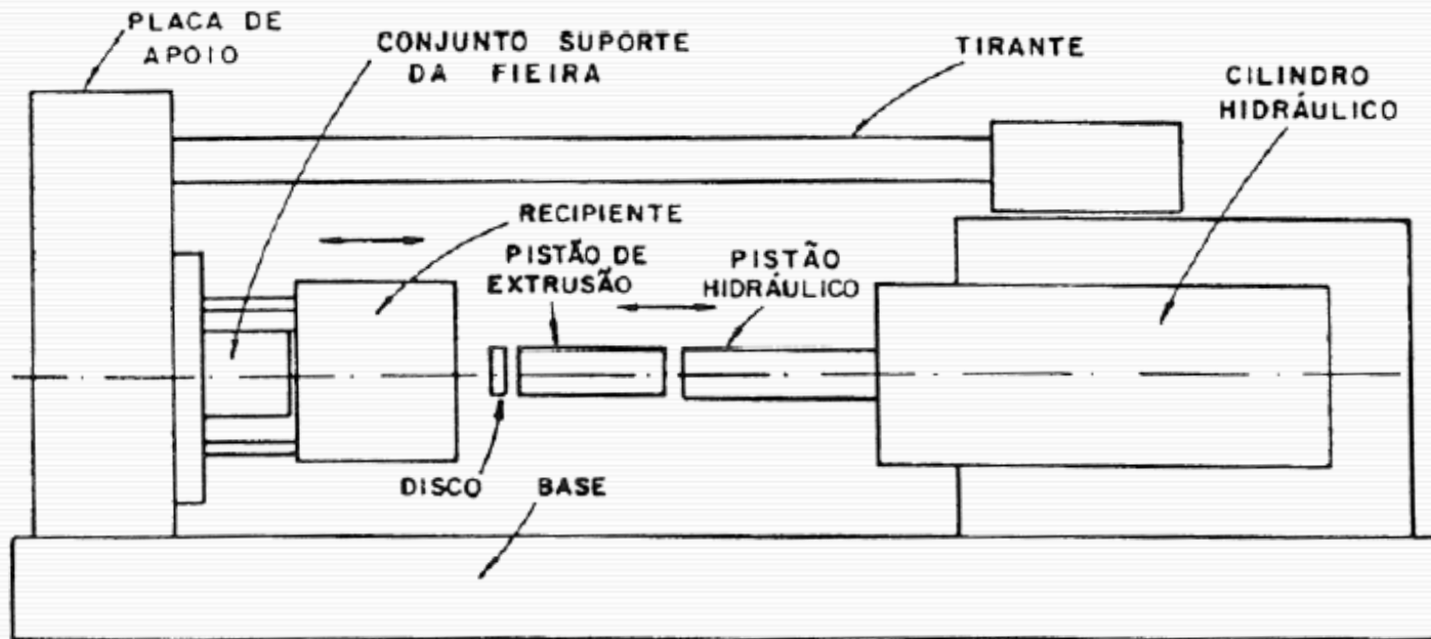 PLACA DE
APOIO
CONJUNTO SUPORTE
DA FIEIRA
TIRANTE
CILINDRO
HIDRÁULICO
RECIPIENTE
PISTÃO DE
EXTRUSÃO
PISTÃO
HIDRÁULICO
DISCO
BASE